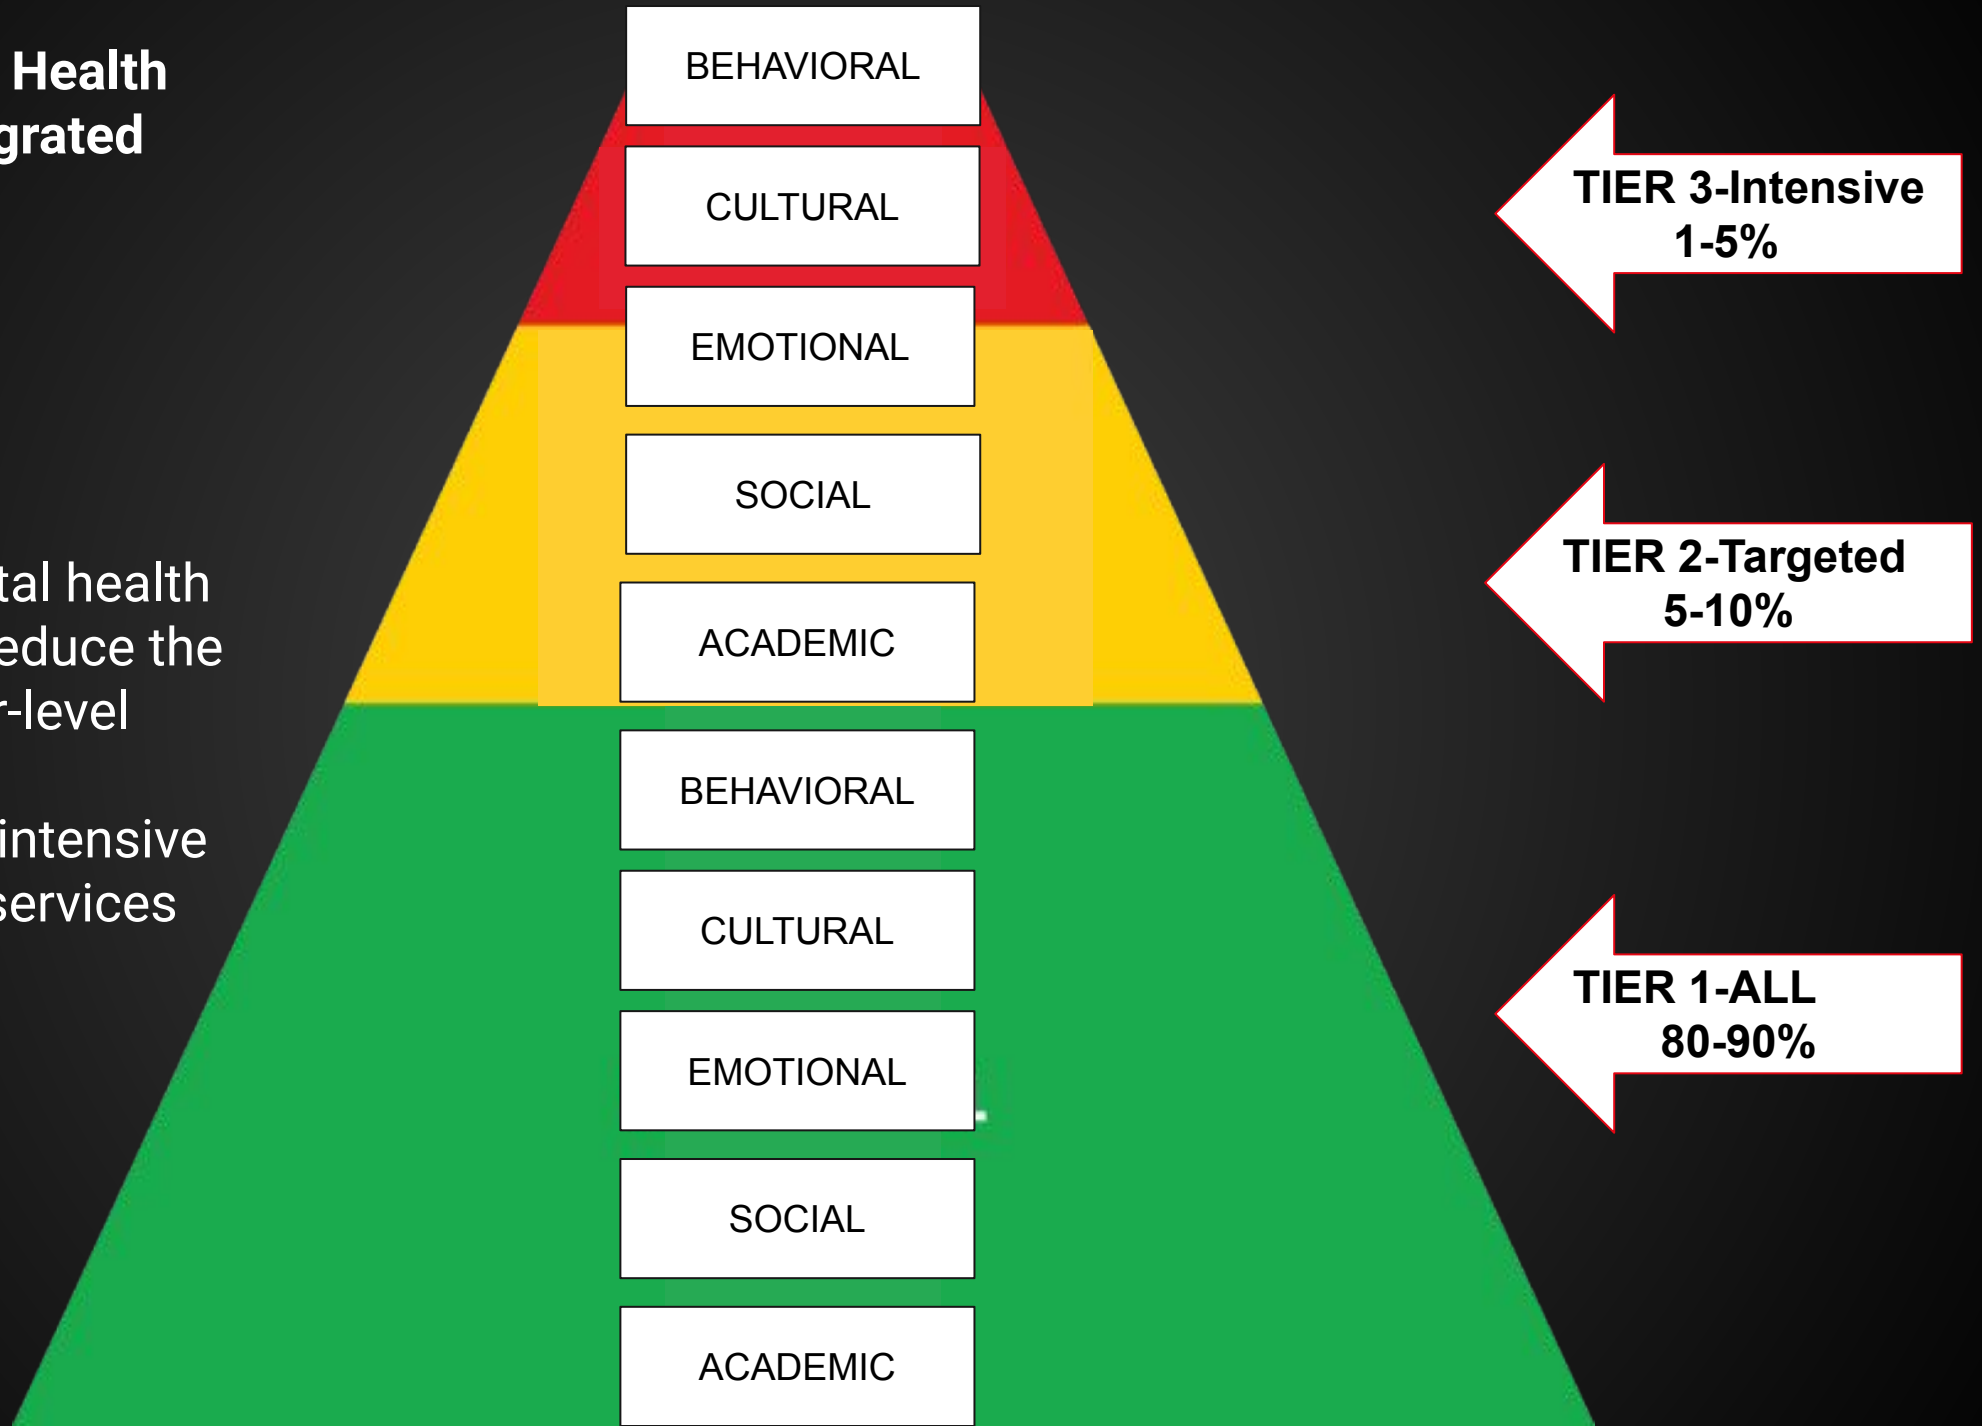 Health
grated
tal health
educe the
r-level
intensive
services
BEHAVIORAL
CULTURAL
EMOTIONAL
SOCIAL
ACADEMIC
BEHAVIORAL
CULTURAL
EMOTIONAL
SOCIAL
ACADEMIC
TIER 3-Intensive
1-5%
TIER 2-Targeted
5-10%
TIER 1-ALL
80-90%